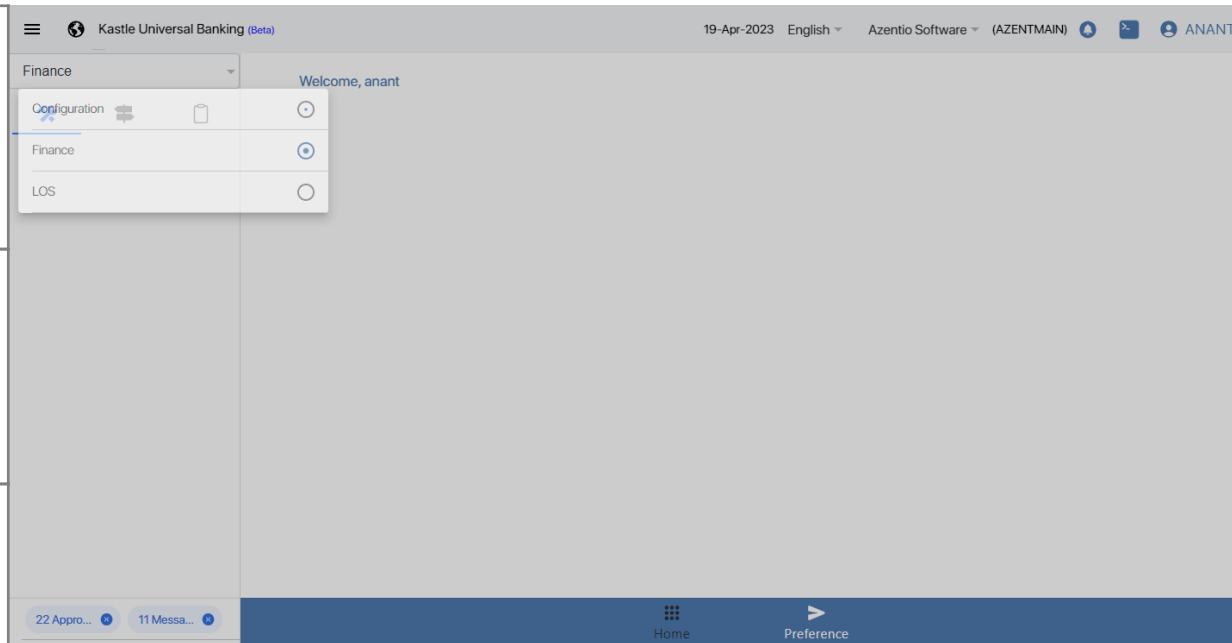 Kastle Universal Banking (Beta) 19-Apr-2023 English Azentio Software (AZENTMAIN) ANANT
Finance
Welcome, anant
Configuration
Finance
LOS
22 Appro... 11 Messa...
Home Preference